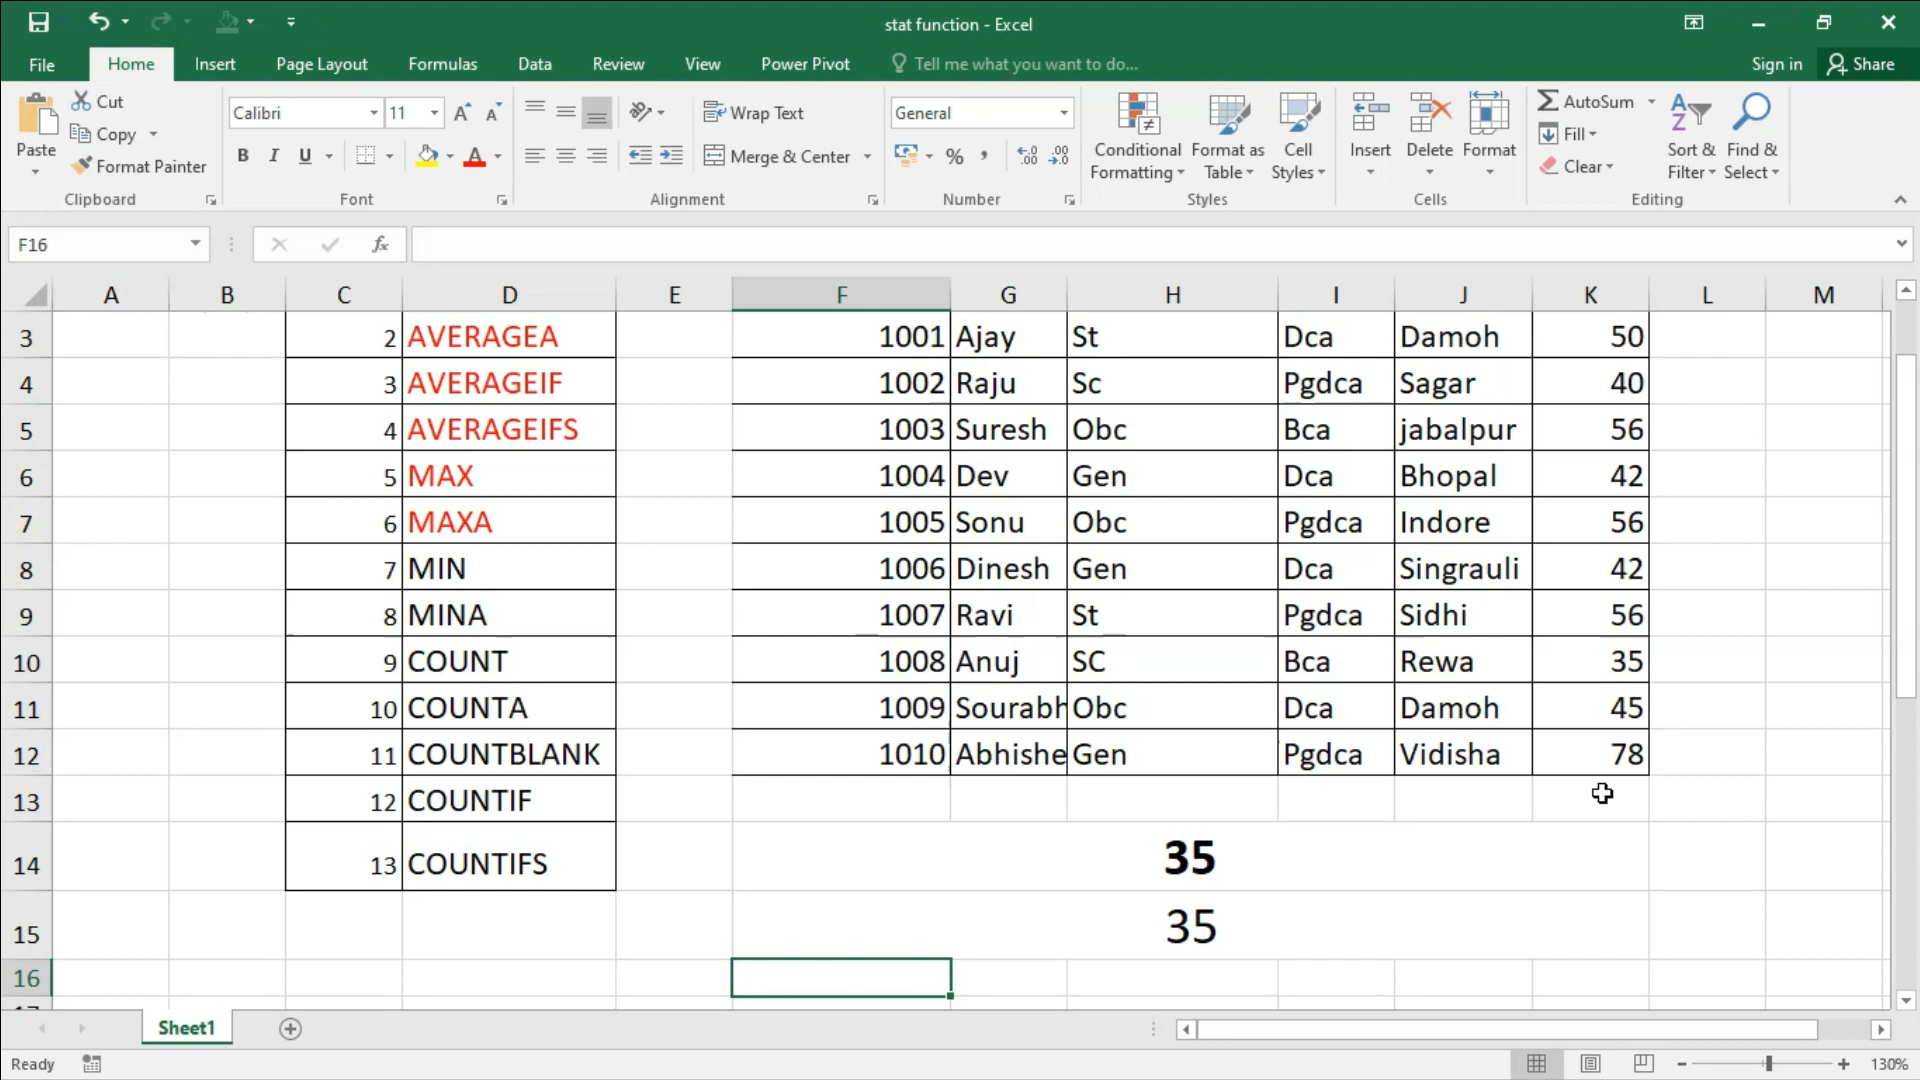 stat function - Excel
File Home Insert Page Layout Formulas Data Review View Power Pivot Tell me what you want to do... Sign in Share
Paste
Cut
Copy
Format Painter
Clipboard
Calibri 11
B I U
Font
Wrap Text
Merge & Center
Alignment
General
%
Number
Conditional Formatting
Format as Table
Cell Styles
Styles
Insert Delete Format
Cells
AutoSum
Fill
Clear
Sort & Filter
Find & Select
Editing
F16 fx
A B C D E F G H I J K L M
3 2 AVERAGEA 1001 Ajay St Dca Damoh 50
4 3 AVERAGEIF 1002 Raju Sc Pgdca Sagar 40
5 4 AVERAGEIFS 1003 Suresh Obc Bca jabalpur 56
6 5 MAX 1004 Dev Gen Dca Bhopal 42
7 6 MAXA 1005 Sonu Obc Pgdca Indore 56
8 7 MIN 1006 Dinesh Gen Dca Singrauli 42
9 8 MINA 1007 Ravi St Pgdca Sidhi 56
10 9 COUNT 1008 Anuj SC Bca Rewa 35
11 10 COUNTA 1009 Sourabh Obc Dca Damoh 45
12 11 COUNTBLANK 1010 Abhishe Gen Pgdca Vidisha 78
13 12 COUNTIF
14 13 COUNTIFS 35
15 35
16
Sheet1
Ready 130%